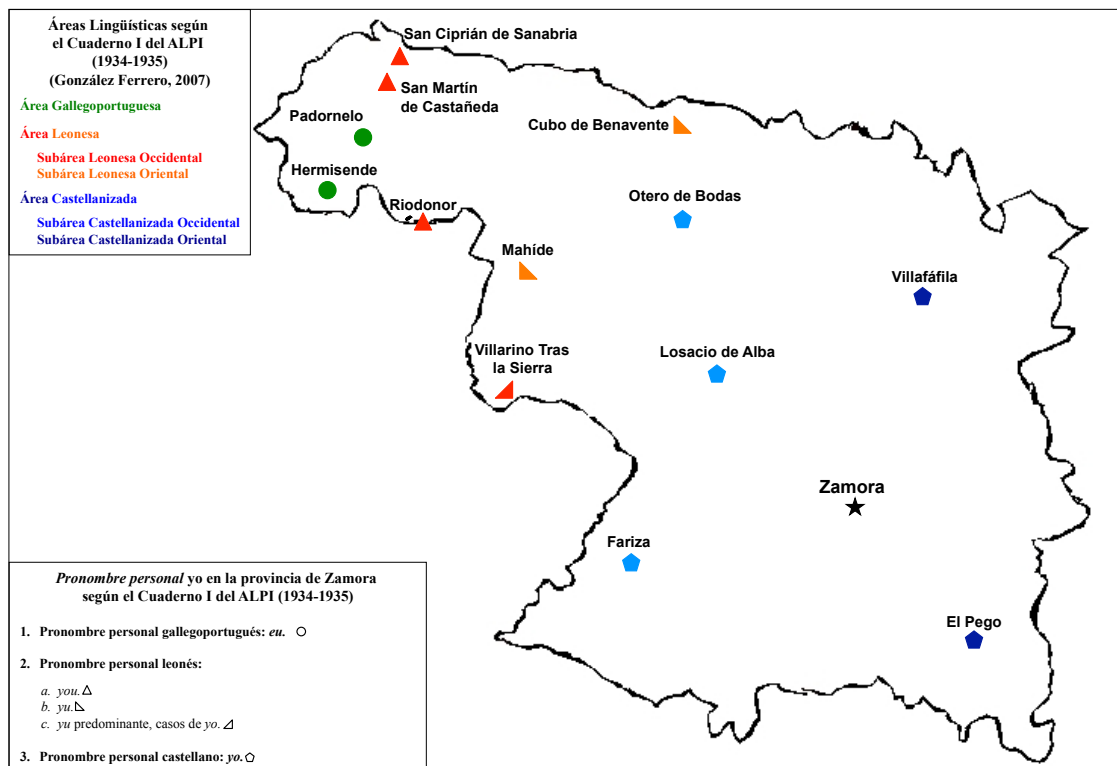 Áreas Lingüísticas según
el Cuaderno I del ALPI
(1934-1935)
(González Ferrero, 2007)
Área Gallegoportuguesa
Área Leonesa
Subárea Leonesa Occidental
Subárea Leonesa Oriental
Área Castellanizada
Subárea Castellanizada Occidental
Subárea Castellanizada Oriental
San Ciprián de Sanabria
San Martín
de Castañeda
Padornelo
Cubo de Benavente
Hermisende
Riodonor
Otero de Bodas
Mahíde
Villafáfila
Villarino Tras
la Sierra
Losacio de Alba
Zamora
Fariza
El Pego
Pronombre personal yo en la provincia de Zamora
según el Cuaderno I del ALPI (1934-1935)
1. Pronombre personal gallegoportugués: eu.
2. Pronombre personal leonés:
a. you.
b. yu.
c. yu predominante, casos de yo.
3. Pronombre personal castellano: yo.